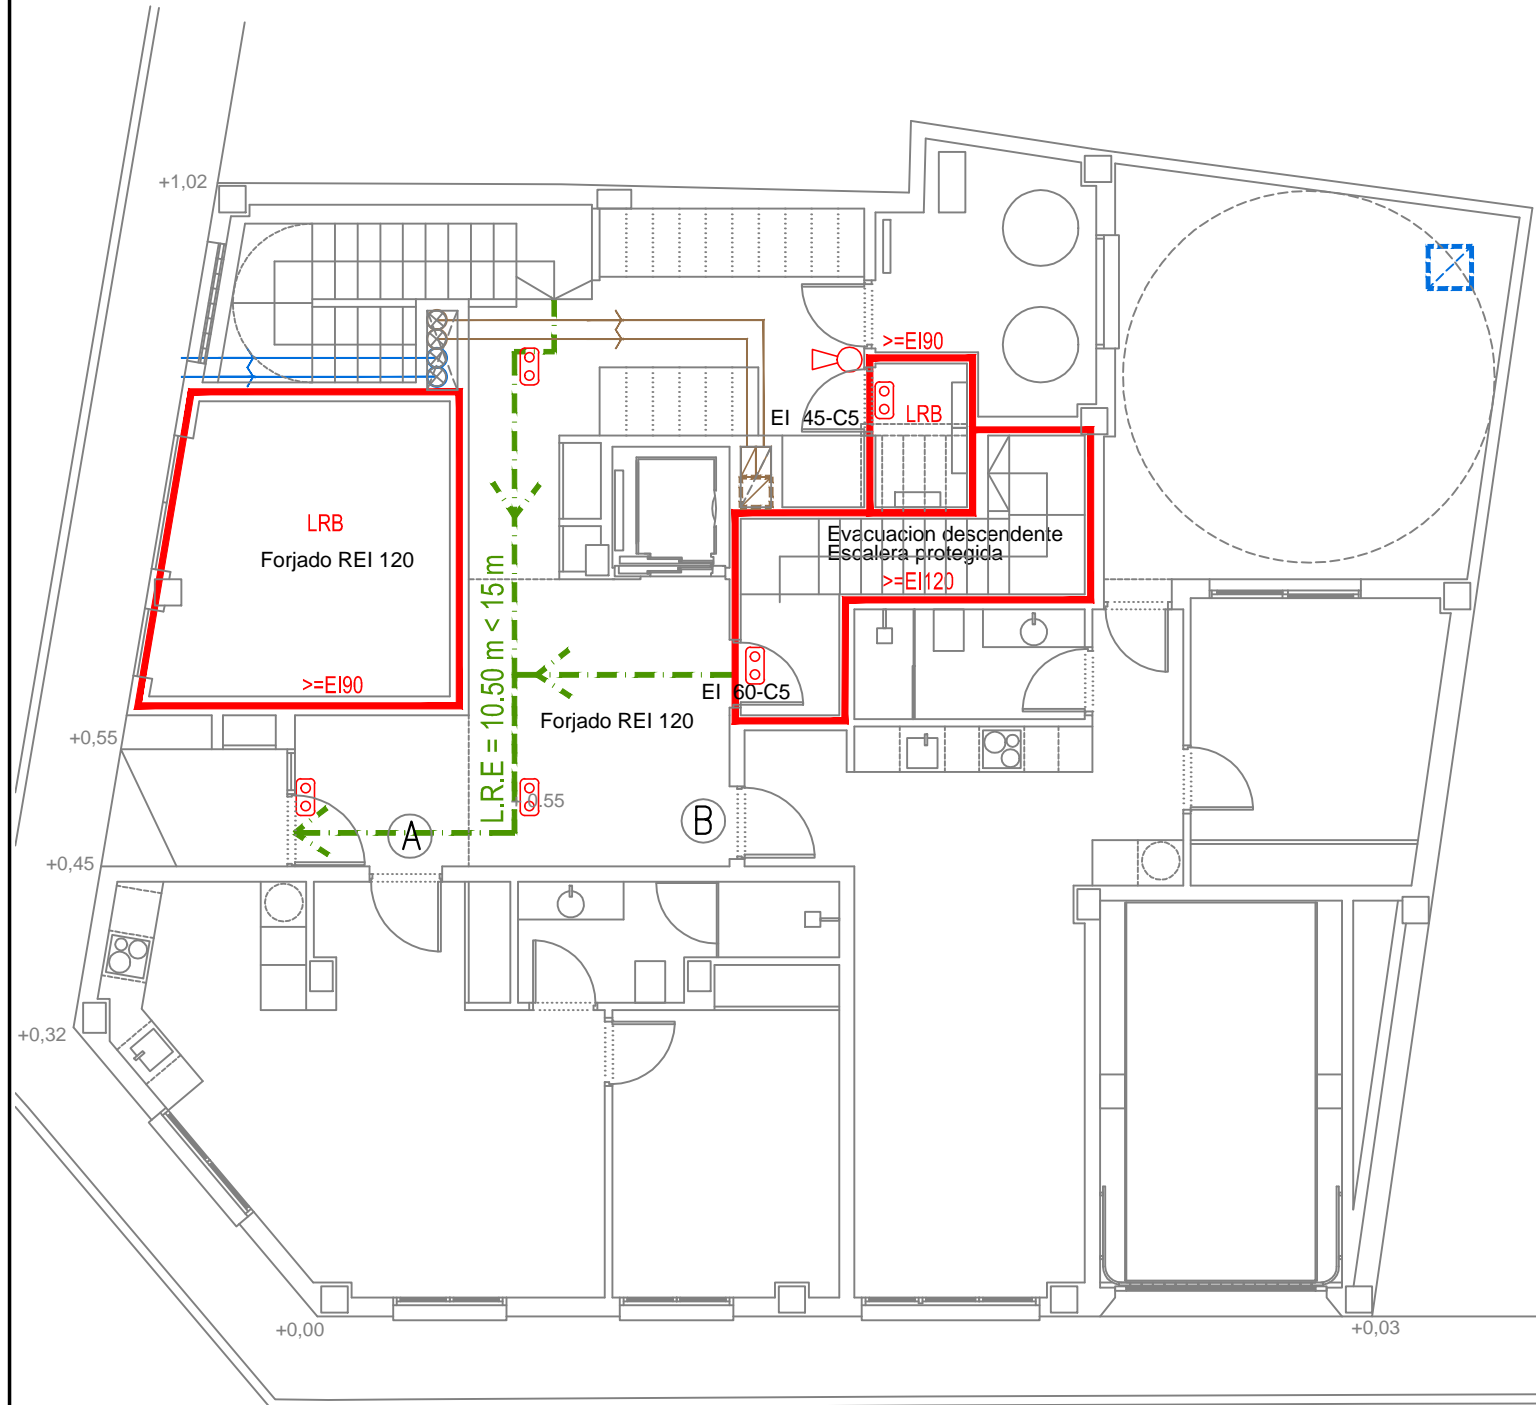 +1,02
>=EI90
EI 45-C5
LRB
LRB
Forjado REI 120
Evacuacion descendente
Escalera protegida
>=EI120
L.R.E = 10.50 m < 15 m
>=EI90
EI 60-C5
Forjado REI 120
+0,55
0.55
B
A
+0,45
+0,32
+0,00
+0,03